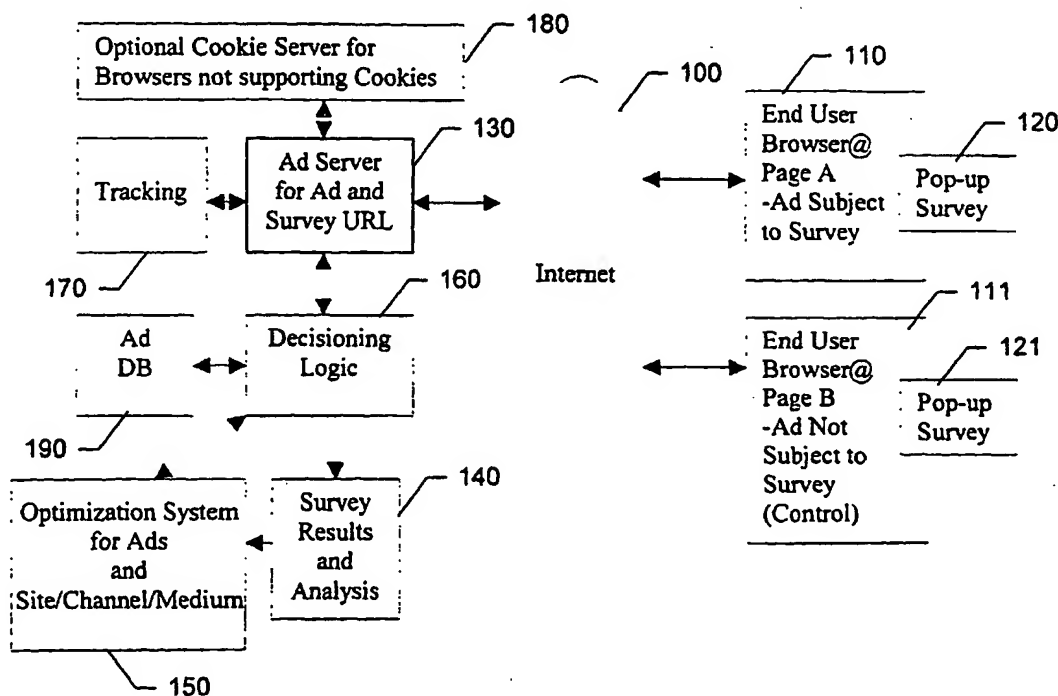 180
Optional Cookie Server for
Browsers not supporting Cookies
130
Ad Server
for Ad and
Survey URL
Tracking
170
160
Decisioning
Logic
Ad
DB
190
140
Survey
Results
and
Analysis
Optimization System
for Ads
and
Site/Channel/Medium
150
100
Internet
110
End User
Browser@
Page A
-Ad Subject
to Survey
120
Pop-up
Survey
111
End User
Browser@
Page B
-Ad Not
Subject to
Survey
(Control)
121
Pop-up
Survey